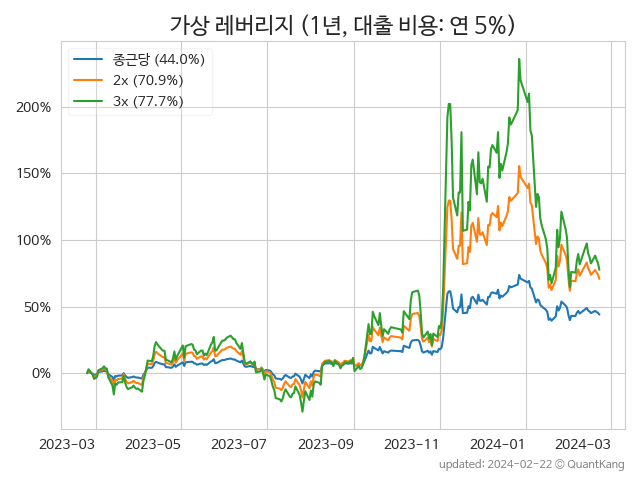 가상 레버리지 (1년, 대출 비용: 연 5%)
종근당 (44.0%)
2x (70.9%)
3x (77.7%)
200%
150%
100%
50%
0%
2023-03 2023-05 2023-07 2023-09 2023-11 2024-01 2024-03
updated: 2024-02-22 © QuantKang